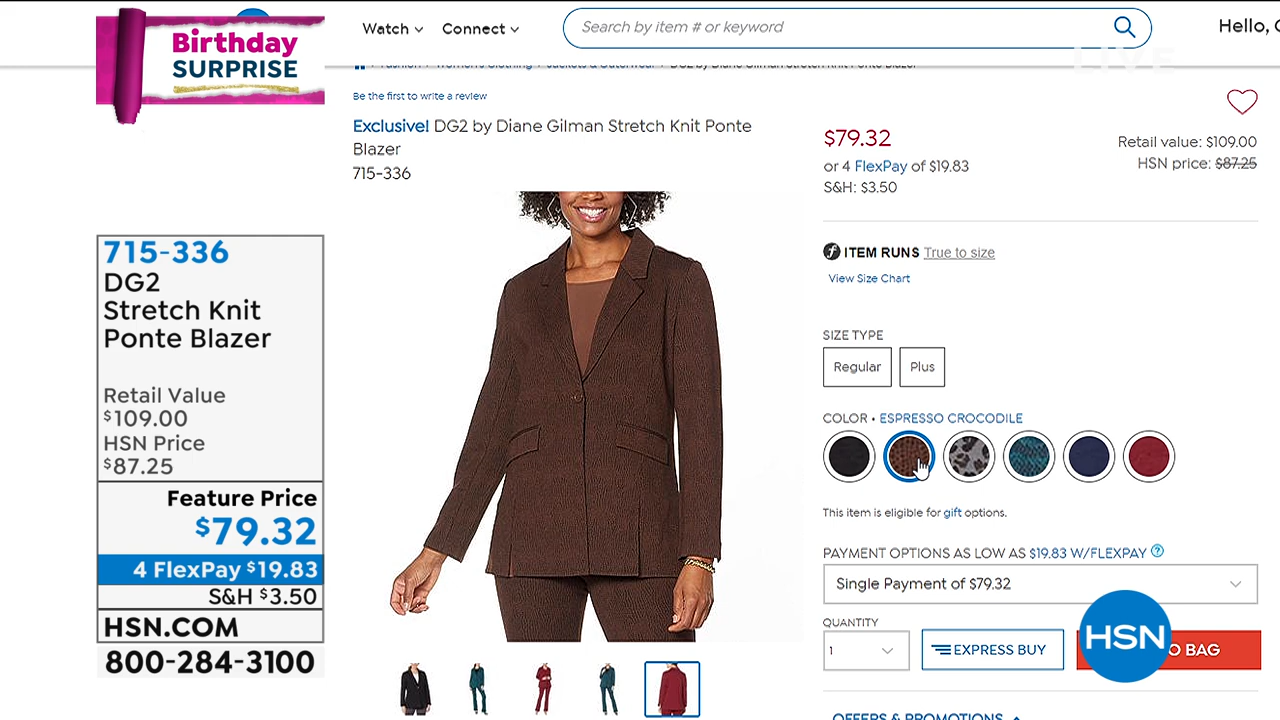 Birthday
SURPRISE
Watch
Connect
Search by item # or keyword
Hello,
LIVE
Be the first to write a review
Exclusive! DG2 by Diane Gilman Stretch Knit Ponte
Blazer
715-336
$79.32
or 4 FlexPay of $19.83
S&H: $3.50
Retail value: $109.00
HSN price: $87.25
ITEM RUNS True to size
View Size Chart
SIZE TYPE
Regular
Plus
COLOR • ESPRESSO CROCODILE
This item is eligible for gift options.
PAYMENT OPTIONS AS LOW AS $19.83 W/FLEXPAY ?
Single Payment of $79.32
QUANTITY
1
EXPRESS BUY
HSN
O BAG
OFFERS & PROMOTIONS
715-336
DG2
Stretch Knit
Ponte Blazer
Retail Value
$109.00
HSN Price
$87.25
Feature Price
$79.32
4 FlexPay $19.83
S&H $3.50
HSN.COM
800-284-3100